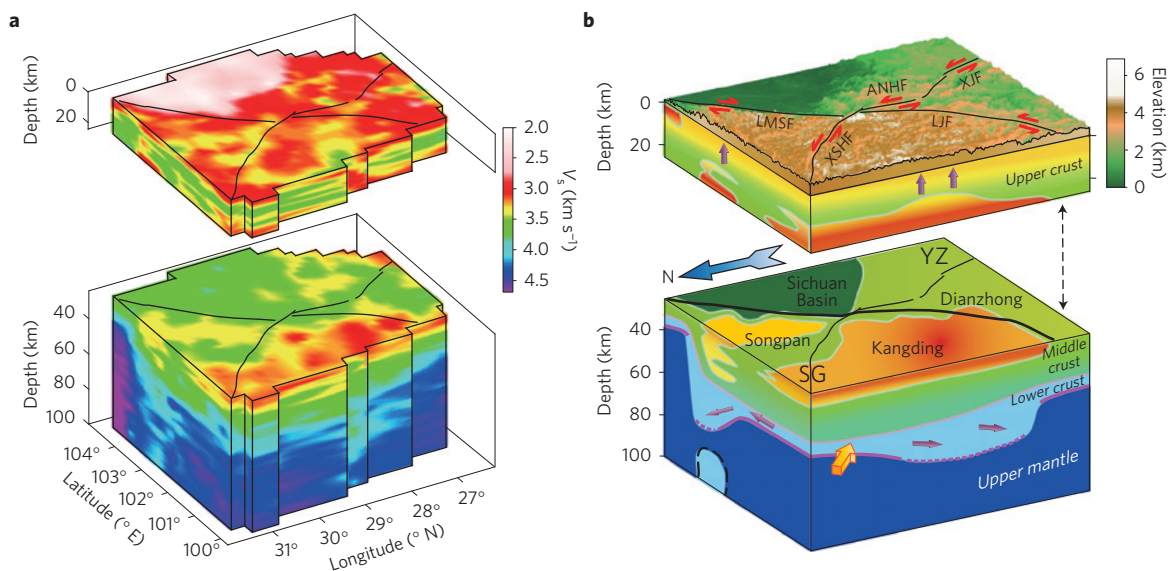 a
0
20
Depth (km)
2.0
2.5
3.0
3.5
4.0
4.5
Vs (km s⁻¹)
40
60
80
100
Depth (km)
104°
103°
102°
101°
100°
Latitude (° E)
31°
30°
29°
28°
27°
Longitude (° N)
b
0
20
Depth (km)
ANHF
XJF
LMSF
LJF
XSHF
Upper crust
6
4
2
0
Elevation (km)
N
YZ
Sichuan
Basin
Dianzhong
Songpan
Kangding
SG
Middle
crust
Lower crust
Upper mantle
40
60
80
100
Depth (km)